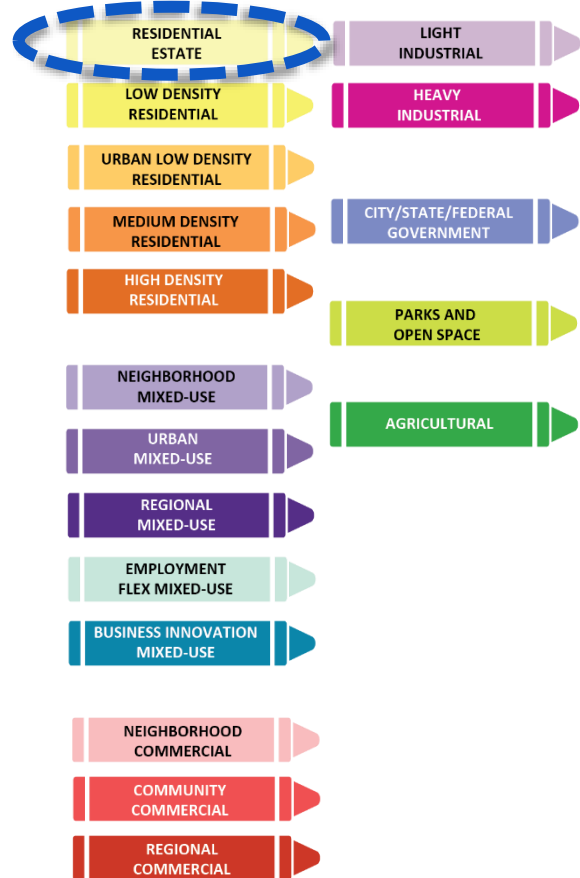 RESIDENTIAL
ESTATE
LOW DENSITY
RESIDENTIAL
URBAN LOW DENSITY
RESIDENTIAL
MEDIUM DENSITY
RESIDENTIAL
HIGH DENSITY
RESIDENTIAL
NEIGHBORHOOD
MIXED-USE
URBAN
MIXED-USE
REGIONAL
MIXED-USE
EMPLOYMENT
FLEX MIXED-USE
BUSINESS INNOVATION
MIXED-USE
NEIGHBORHOOD
COMMERCIAL
COMMUNITY
COMMERCIAL
REGIONAL
COMMERCIAL
LIGHT
INDUSTRIAL
HEAVY
INDUSTRIAL
CITY/STATE/FEDERAL
GOVERNMENT
PARKS AND
OPEN SPACE
AGRICULTURAL